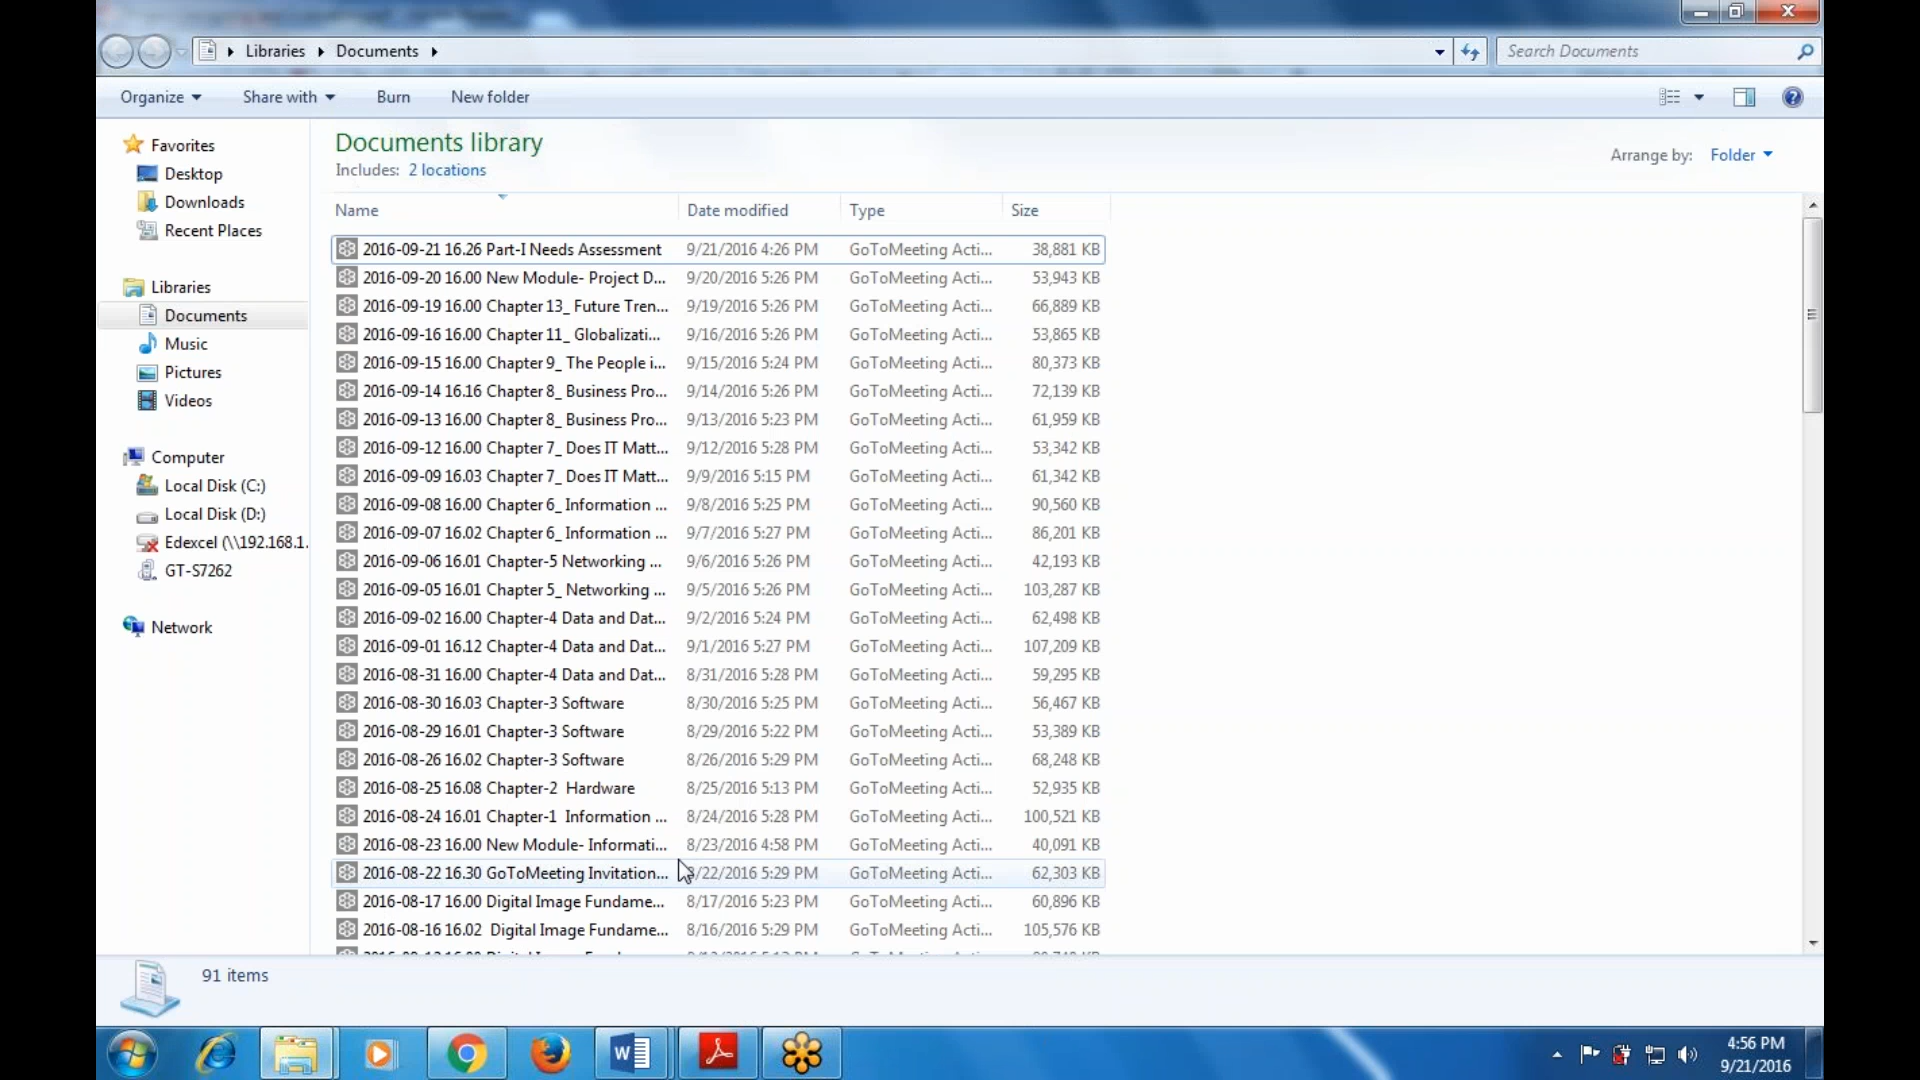 Libraries Documents
Search Documents
Organize Share with Burn New folder
Documents library
Includes: 2 locations
Arrange by: Folder
Favorites
Desktop
Downloads
Recent Places
Libraries
Documents
Music
Pictures
Videos
Computer
Local Disk (C:)
Local Disk (D:)
Edexcel (\\192.168.1.
GT-S7262
Network
Name Date modified Type Size
2016-09-21 16.26 Part-I Needs Assessment 9/21/2016 4:26 PM GoToMeeting Acti... 38,881 KB
2016-09-20 16.00 New Module- Project D... 9/20/2016 5:26 PM GoToMeeting Acti... 53,943 KB
2016-09-19 16.00 Chapter 13_ Future Tren... 9/19/2016 5:26 PM GoToMeeting Acti... 66,889 KB
2016-09-16 16.00 Chapter 11_ Globalizati... 9/16/2016 5:26 PM GoToMeeting Acti... 53,865 KB
2016-09-15 16.00 Chapter 9_ The People i... 9/15/2016 5:24 PM GoToMeeting Acti... 80,373 KB
2016-09-14 16.16 Chapter 8_ Business Pro... 9/14/2016 5:26 PM GoToMeeting Acti... 72,139 KB
2016-09-13 16.00 Chapter 8_ Business Pro... 9/13/2016 5:23 PM GoToMeeting Acti... 61,959 KB
2016-09-12 16.00 Chapter 7_ Does IT Matt... 9/12/2016 5:28 PM GoToMeeting Acti... 53,342 KB
2016-09-09 16.03 Chapter 7_ Does IT Matt... 9/9/2016 5:15 PM GoToMeeting Acti... 61,342 KB
2016-09-08 16.00 Chapter 6_ Information ... 9/8/2016 5:25 PM GoToMeeting Acti... 90,560 KB
2016-09-07 16.02 Chapter 6_ Information ... 9/7/2016 5:27 PM GoToMeeting Acti... 86,201 KB
2016-09-06 16.01 Chapter-5 Networking ... 9/6/2016 5:26 PM GoToMeeting Acti... 42,193 KB
2016-09-05 16.01 Chapter 5_ Networking ... 9/5/2016 5:26 PM GoToMeeting Acti... 103,287 KB
2016-09-02 16.00 Chapter-4 Data and Dat... 9/2/2016 5:24 PM GoToMeeting Acti... 62,498 KB
2016-09-01 16.12 Chapter-4 Data and Dat... 9/1/2016 5:27 PM GoToMeeting Acti... 107,209 KB
2016-08-31 16.00 Chapter-4 Data and Dat... 8/31/2016 5:28 PM GoToMeeting Acti... 59,295 KB
2016-08-30 16.03 Chapter-3 Software 8/30/2016 5:25 PM GoToMeeting Acti... 56,467 KB
2016-08-29 16.01 Chapter-3 Software 8/29/2016 5:22 PM GoToMeeting Acti... 53,389 KB
2016-08-26 16.02 Chapter-3 Software 8/26/2016 5:29 PM GoToMeeting Acti... 68,248 KB
2016-08-25 16.08 Chapter-2 Hardware 8/25/2016 5:13 PM GoToMeeting Acti... 52,935 KB
2016-08-24 16.01 Chapter-1 Information ... 8/24/2016 5:28 PM GoToMeeting Acti... 100,521 KB
2016-08-23 16.00 New Module- Informati... 8/23/2016 4:58 PM GoToMeeting Acti... 40,091 KB
2016-08-22 16.30 GoToMeeting Invitation... /22/2016 5:29 PM GoToMeeting Acti... 62,303 KB
2016-08-17 16.00 Digital Image Fundame... 8/17/2016 5:23 PM GoToMeeting Acti... 60,896 KB
2016-08-16 16.02 Digital Image Fundame... 8/16/2016 5:29 PM GoToMeeting Acti... 105,576 KB
91 items
4:56 PM
9/21/2016